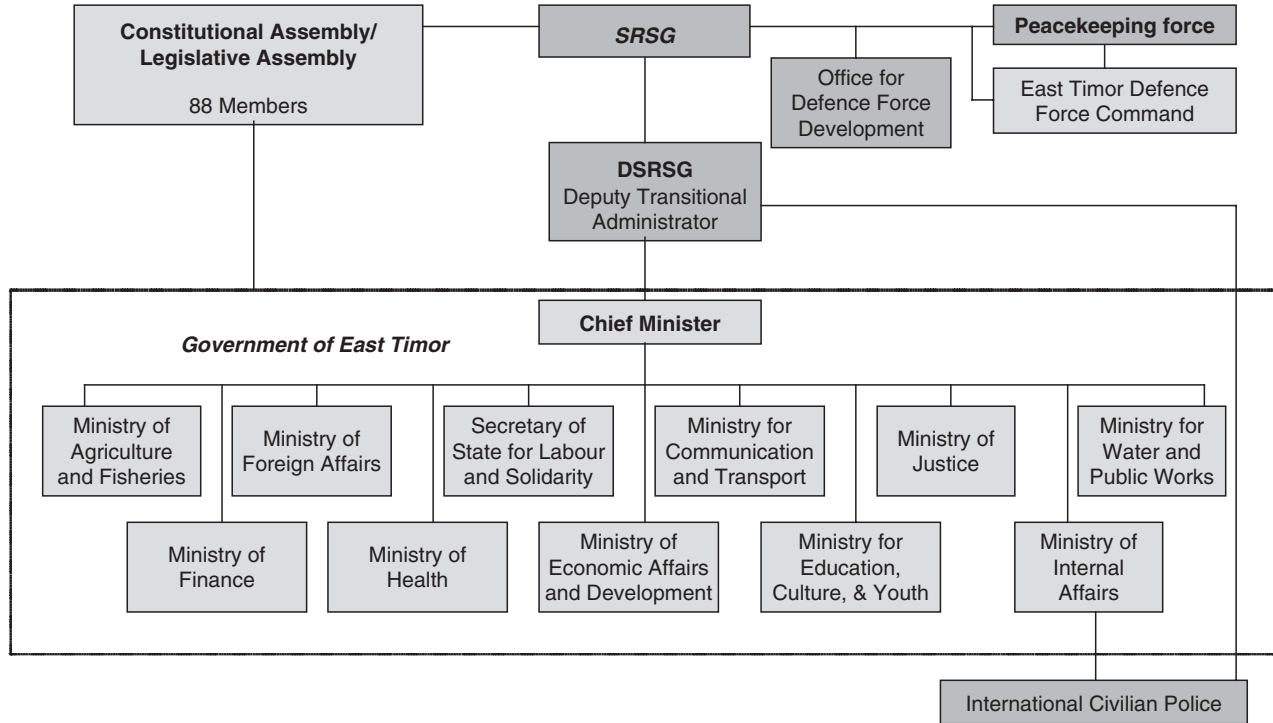 Constitutional Assembly/
Legislative Assembly
88 Members
SRSG
Office for
Defence Force
Development
Peacekeeping force
East Timor Defence
Force Command
DSRSG
Deputy Transitional
Administrator
Chief Minister
Government of East Timor
Ministry of
Agriculture
and Fisheries
Ministry of
Foreign Affairs
Secretary of
State for Labour
and Solidarity
Ministry for
Communication
and Transport
Ministry of
Justice
Ministry for
Water and
Public Works
Ministry of
Finance
Ministry of
Health
Ministry of
Economic Affairs
and Development
Ministry for
Education,
Culture, & Youth
Ministry of
Internal
Affairs
International Civilian Police